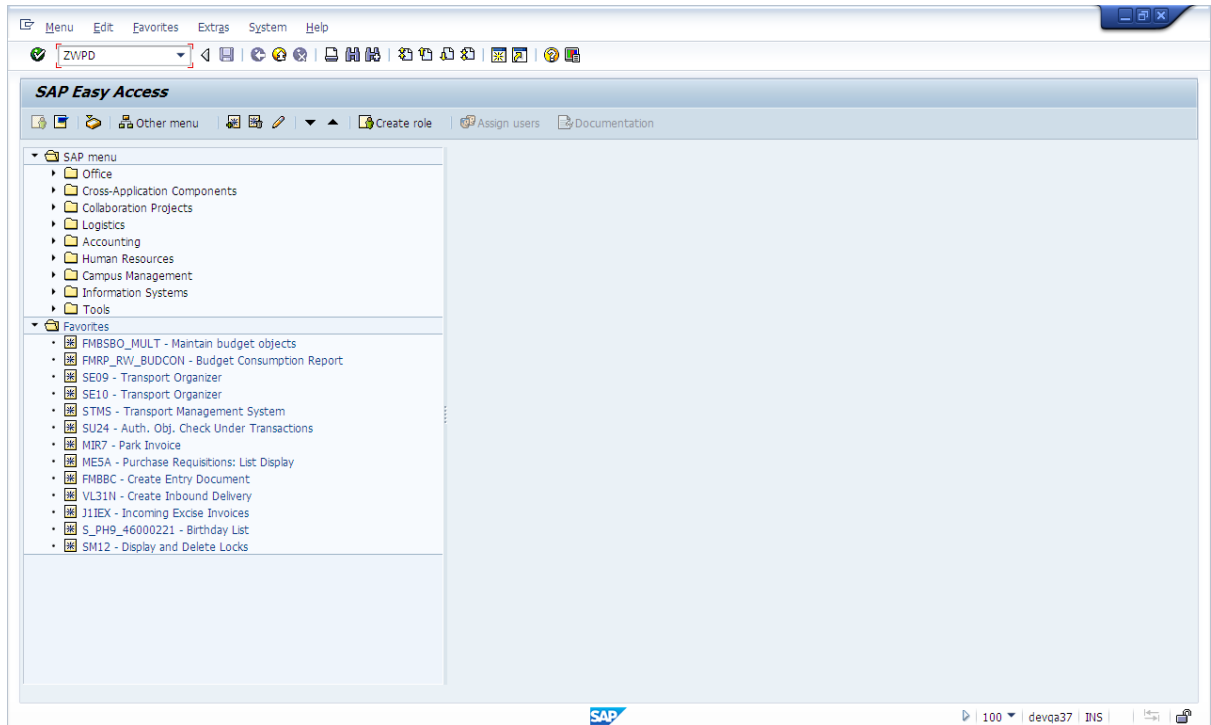 Menu Edit Favorites Extras System Help
ZWPD
SAP Easy Access
Other menu Create role Assign users Documentation
SAP menu
Office
Cross-Application Components
Collaboration Projects
Logistics
Accounting
Human Resources
Campus Management
Information Systems
Tools
Favorites
FMBSBO_MULT - Maintain budget objects
FMRP_RW_BUDCON - Budget Consumption Report
SE09 - Transport Organizer
SE10 - Transport Organizer
STMS - Transport Management System
SU24 - Auth. Obj. Check Under Transactions
MIR7 - Park Invoice
ME5A - Purchase Requisitions: List Display
FMBBC - Create Entry Document
VL31N - Create Inbound Delivery
J1IEX - Incoming Excise Invoices
S_PH9_46000221 - Birthday List
SM12 - Display and Delete Locks
SAP 100 devqa37 INS